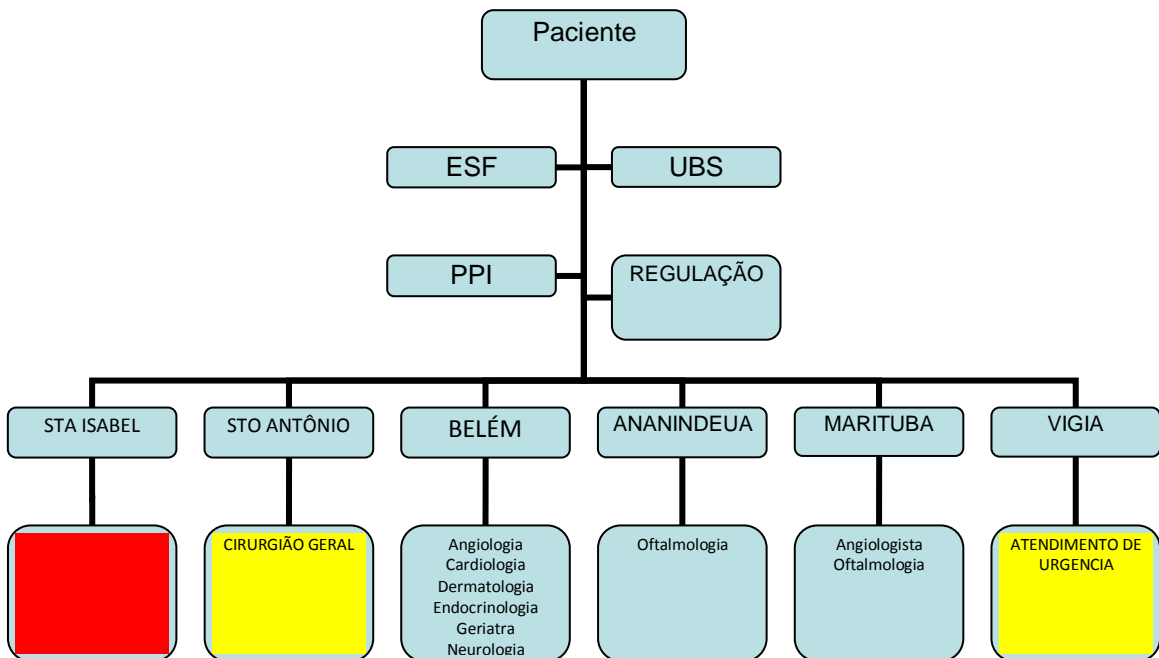 Paciente
ESF
UBS
PPI
REGULAÇÃO
STA ISABEL
STO ANTÔNIO
BELÉM
ANANINDEUA
MARITUBA
VIGIA
CIRURGIÃO GERAL
Angiologia
Cardiologia
Dermatologia
Endocrinologia
Geriatra
Neurologia
Oftalmologia
Angiologista
Oftalmologia
ATENDIMENTO DE
URGENCIA